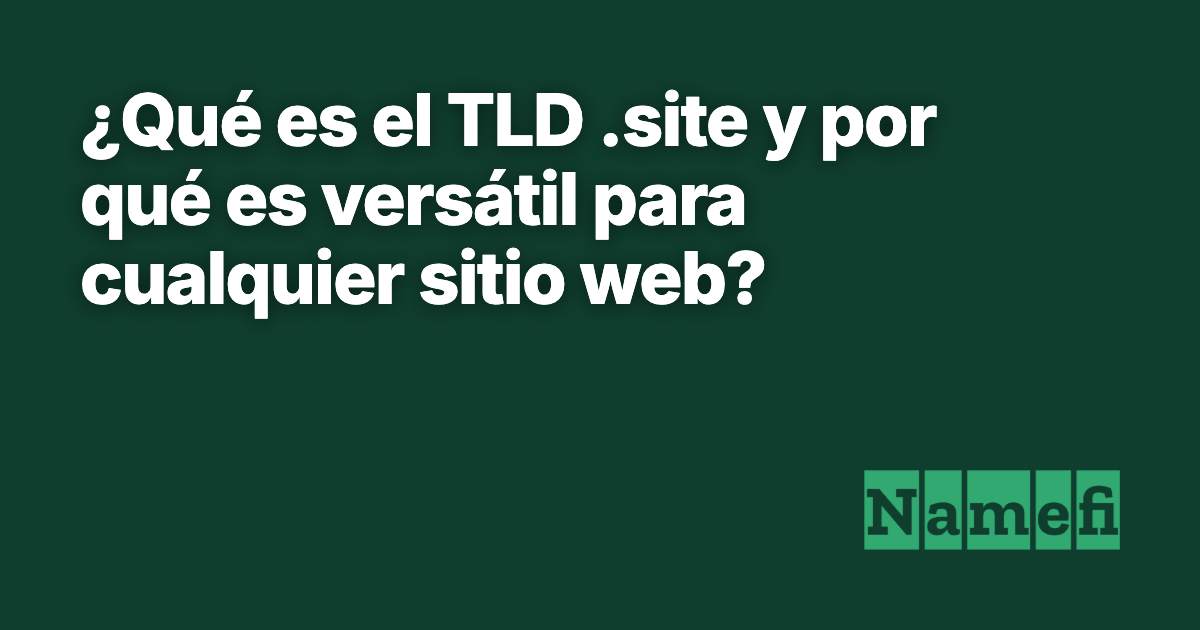 ¿Qué es el TLD .site y por
qué es versátil para
cualquier sitio web?
Namefi